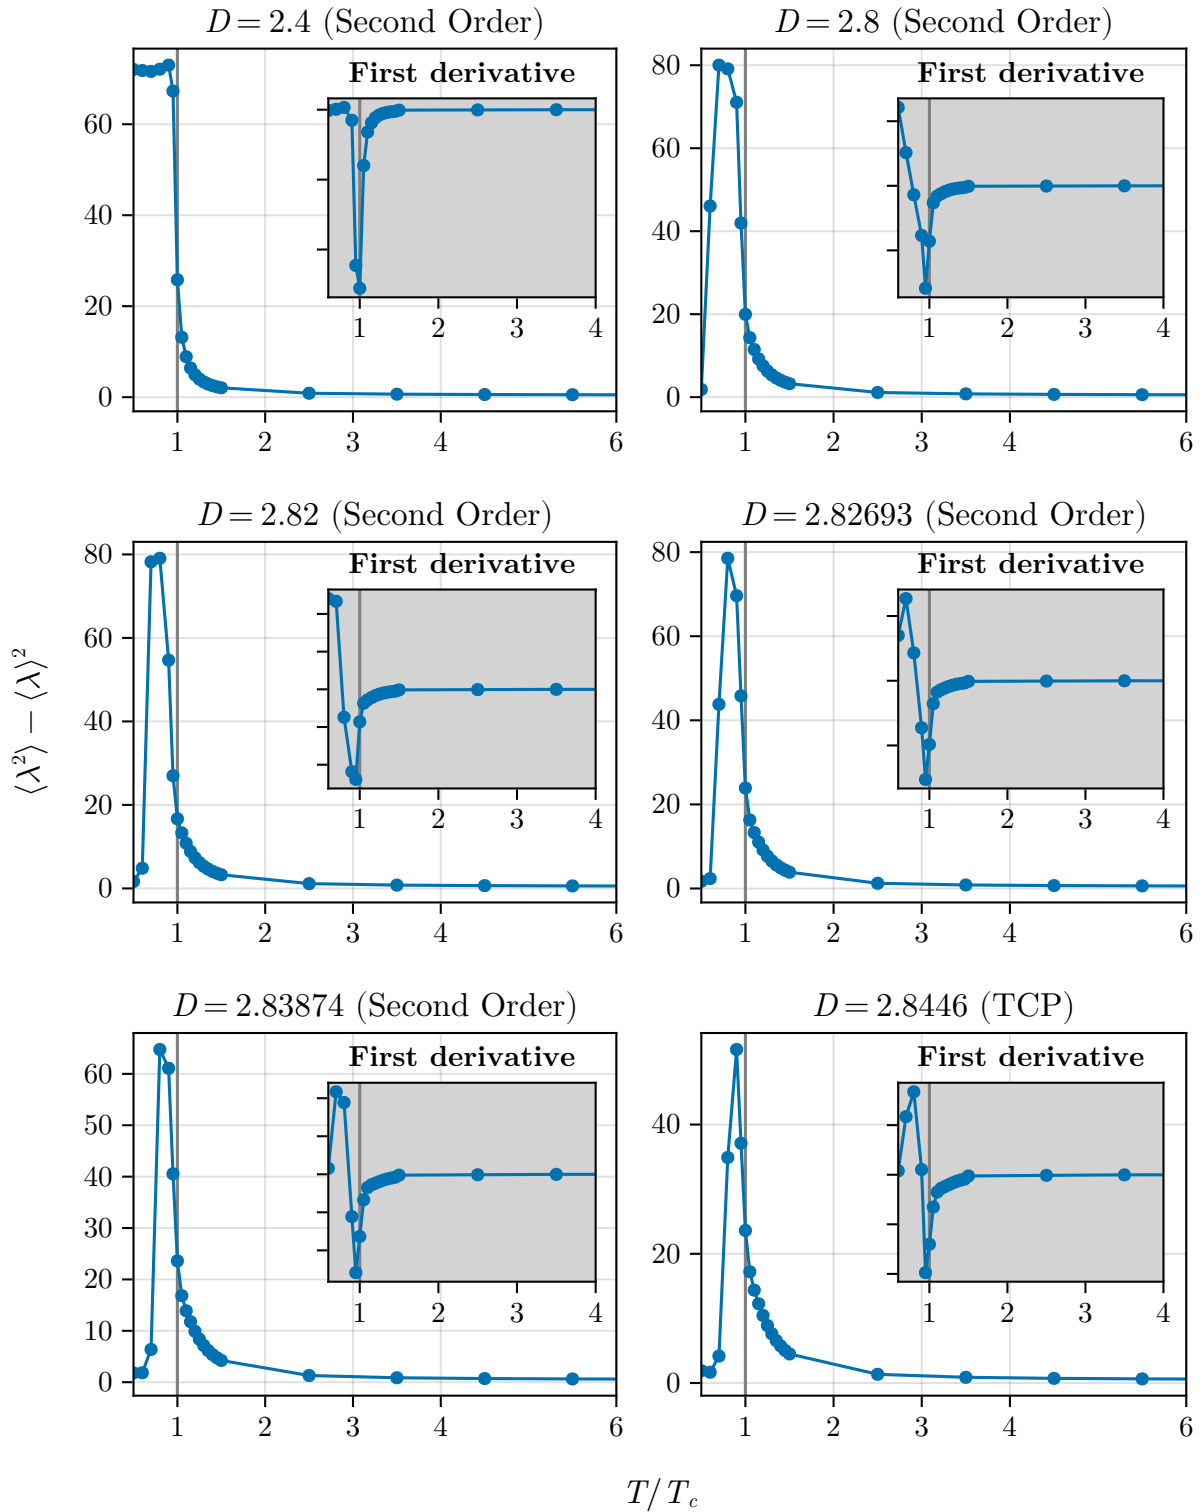 D = 2.4 (Second Order)
First derivative
60
40
20
0
1 2 3 4
1 2 3 4 5 6
D = 2.8 (Second Order)
First derivative
80
60
40
20
0
1 2 3 4
1 2 3 4 5 6
D = 2.82 (Second Order)
First derivative
80
60
40
20
0
1 2 3 4
1 2 3 4 5 6
D = 2.82693 (Second Order)
First derivative
80
60
40
20
0
1 2 3 4
1 2 3 4 5 6
⟨λ²⟩ − ⟨λ⟩²
D = 2.83874 (Second Order)
First derivative
60
50
40
30
20
10
0
1 2 3 4
1 2 3 4 5 6
D = 2.8446 (TCP)
First derivative
40
20
0
1 2 3 4
1 2 3 4 5 6
T/T_c